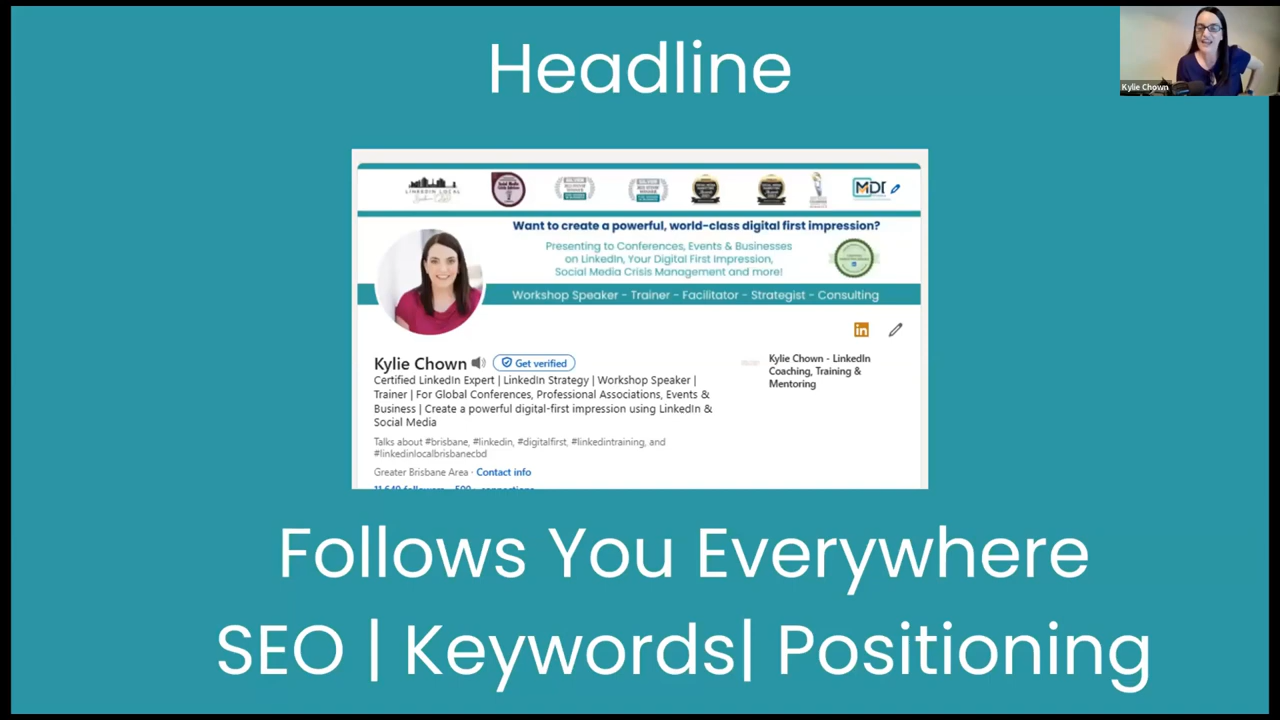 Headline
Kylie Chown
LINKEDIN LOCAL
MDI
Want to create a powerful, world-class digital first impression?
Presenting to Conferences, Events & Businesses
on LinkedIn, Your Digital First Impression,
Social Media Crisis Management and more!
Workshop Speaker - Trainer - Facilitator - Strategist - Consulting
in
Kylie Chown
Get verified
Certified LinkedIn Expert | LinkedIn Strategy | Workshop Speaker |
Trainer | For Global Conferences, Professional Associations, Events &
Business | Create a powerful digital-first impression using LinkedIn &
Social Media
Kylie Chown - LinkedIn
Coaching, Training &
Mentoring
Talks about #brisbane, #linkedin, #digitalfirst, #linkedintraining, and
#linkedinlocalbrisbanecbd
Greater Brisbane Area · Contact info
Follows You Everywhere
SEO | Keywords| Positioning